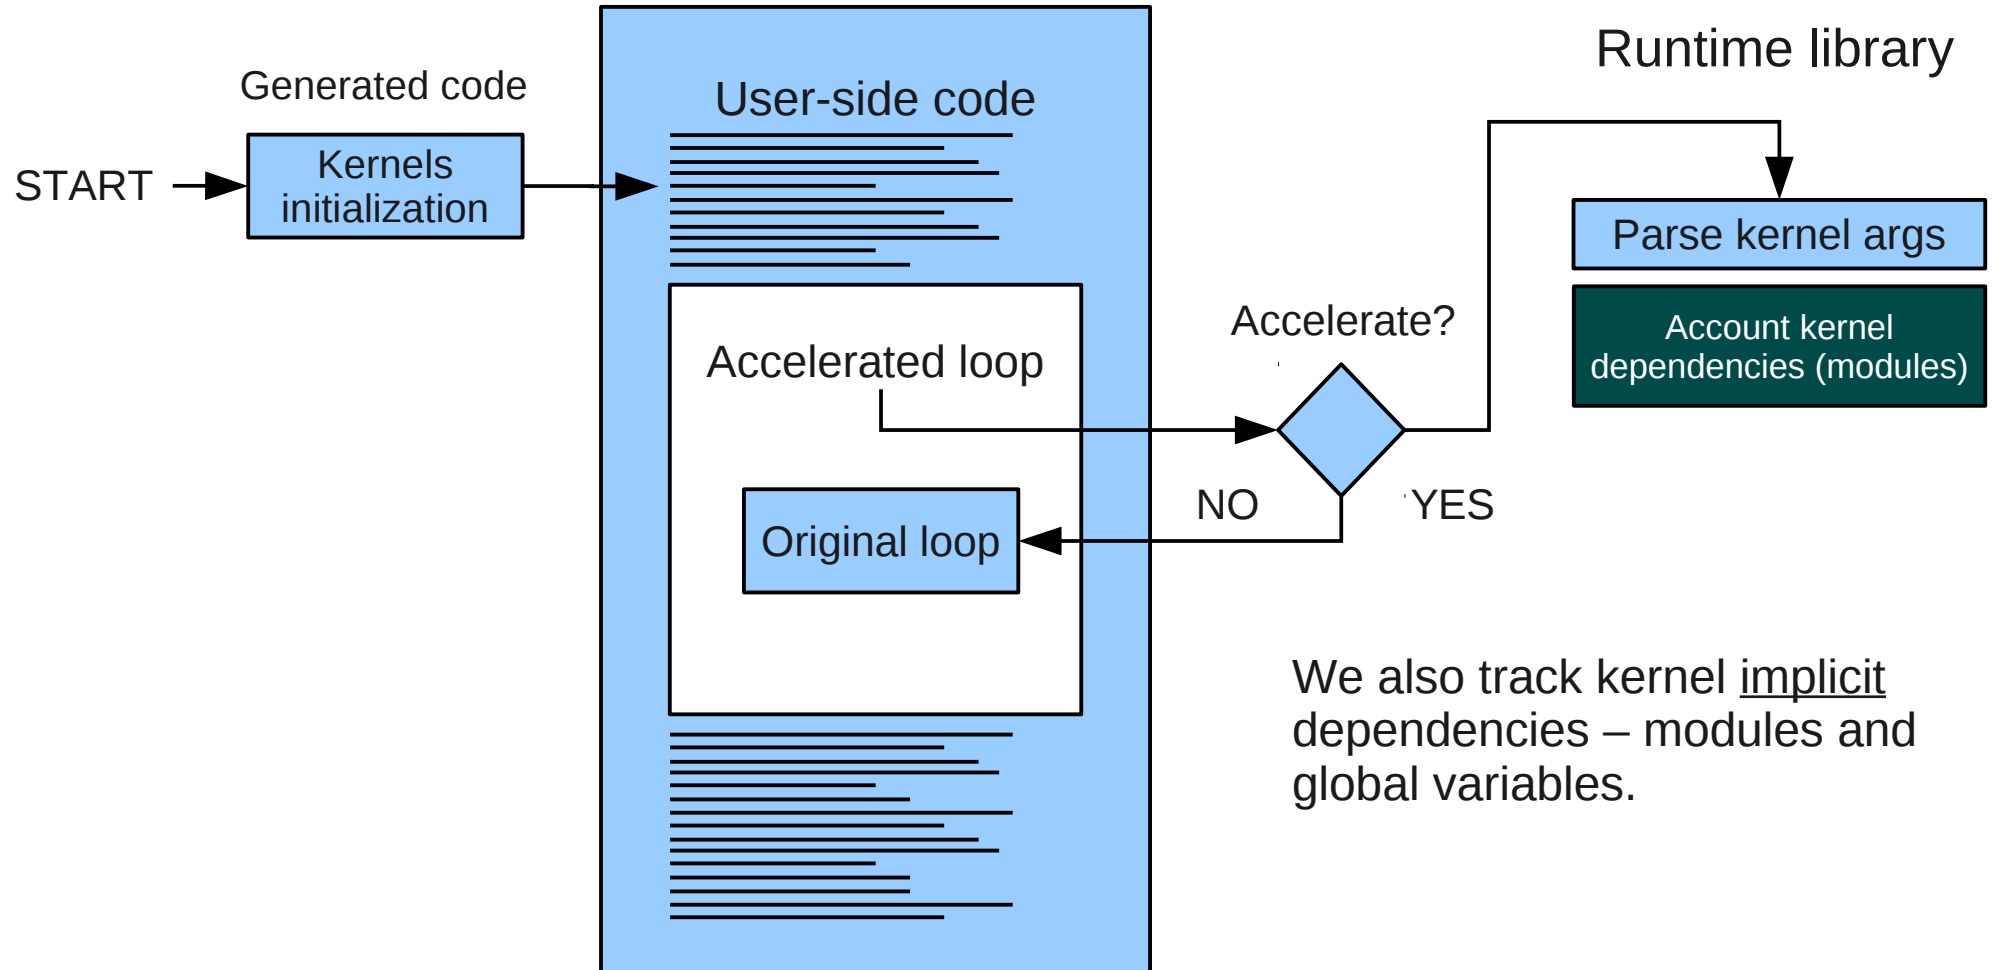 Runtime library
Generated code
User-side code
START
Kernels
initialization
Parse kernel args
Account kernel
dependencies (modules)
Accelerate?
Accelerated loop
NO
YES
Original loop
We also track kernel implicit
dependencies – modules and
global variables.